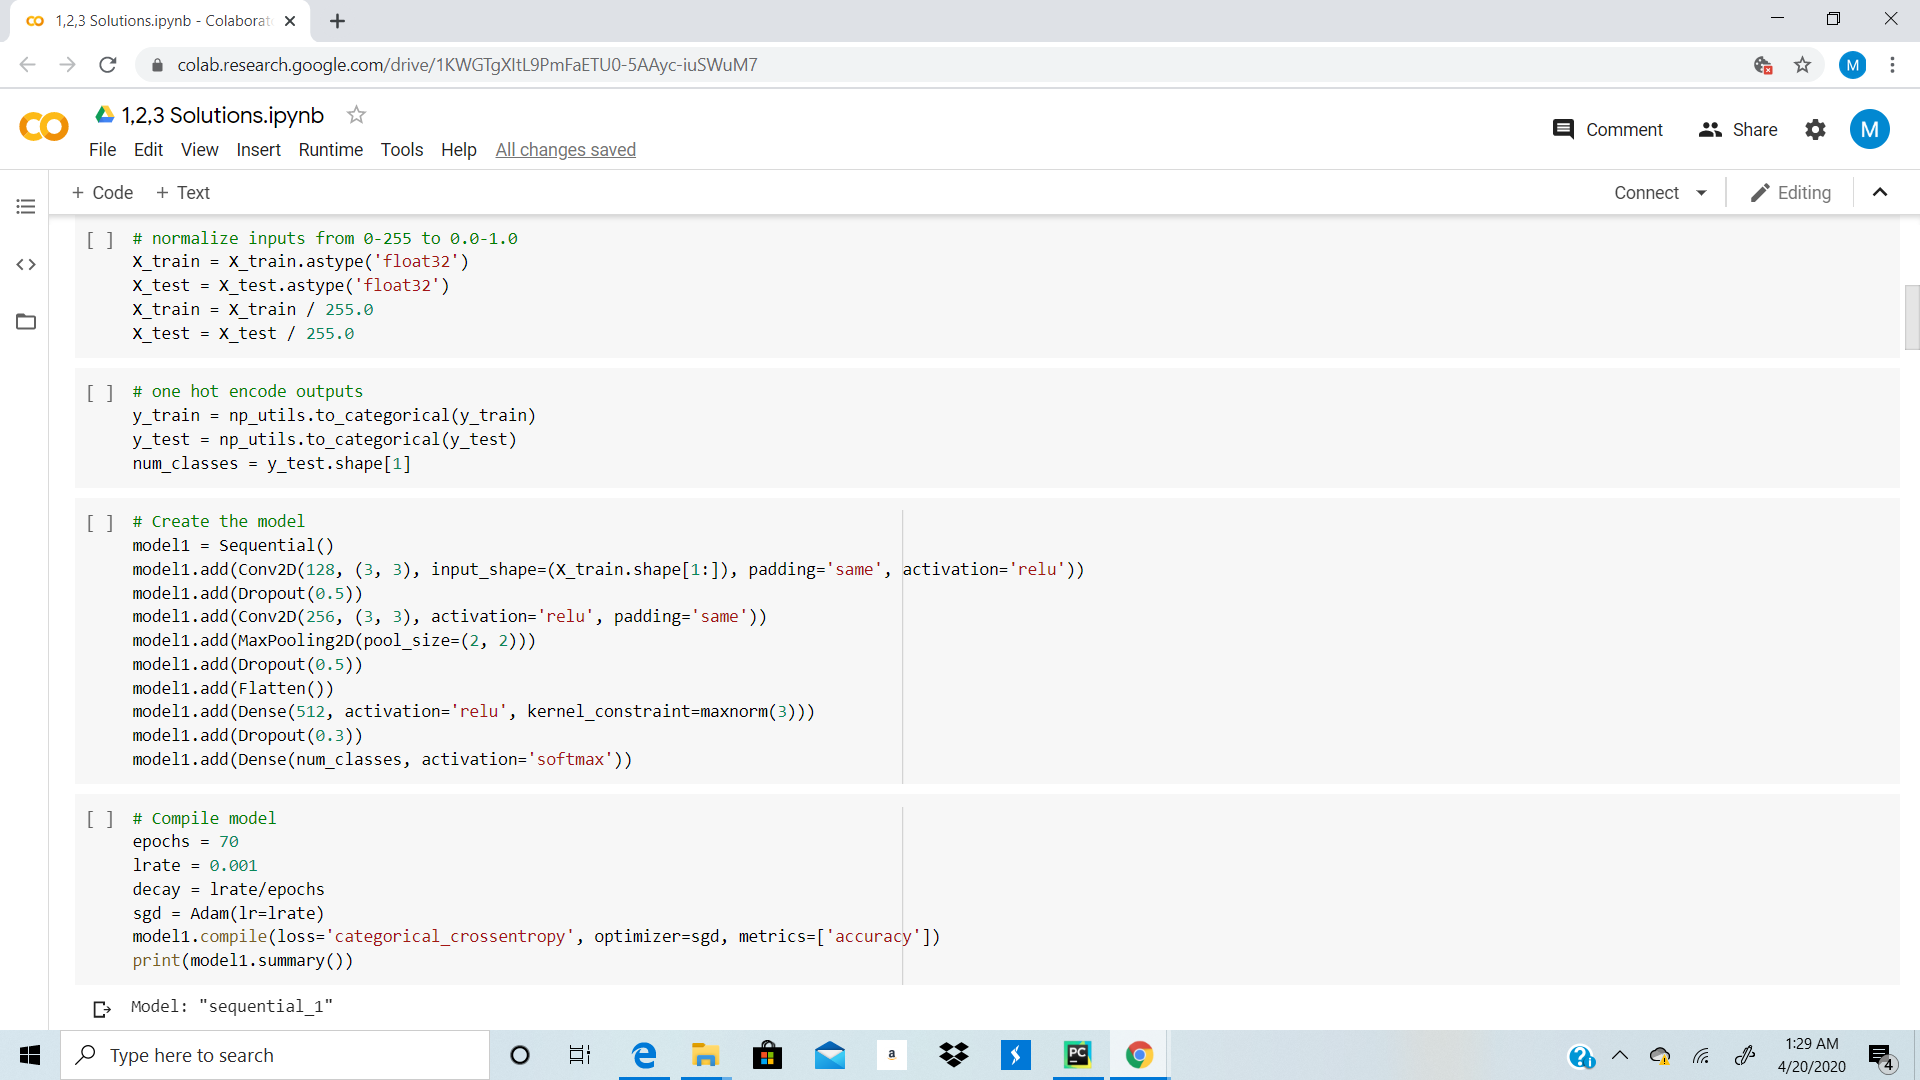 1,2,3 Solutions.ipynb - Colaborat
colab.research.google.com/drive/1KWGTgXItL9PmFaETU0-5AAyc-iuSWuM7
M
1,2,3 Solutions.ipynb
Comment
Share
M
File Edit View Insert Runtime Tools Help All changes saved
+ Code + Text
Connect
Editing
[ ] # normalize inputs from 0-255 to 0.0-1.0
X_train = X_train.astype('float32')
X_test = X_test.astype('float32')
X_train = X_train / 255.0
X_test = X_test / 255.0
[ ] # one hot encode outputs
y_train = np_utils.to_categorical(y_train)
y_test = np_utils.to_categorical(y_test)
num_classes = y_test.shape[1]
[ ] # Create the model
model1 = Sequential()
model1.add(Conv2D(128, (3, 3), input_shape=(X_train.shape[1:]), padding='same', activation='relu'))
model1.add(Dropout(0.5))
model1.add(Conv2D(256, (3, 3), activation='relu', padding='same'))
model1.add(MaxPooling2D(pool_size=(2, 2)))
model1.add(Dropout(0.5))
model1.add(Flatten())
model1.add(Dense(512, activation='relu', kernel_constraint=maxnorm(3)))
model1.add(Dropout(0.3))
model1.add(Dense(num_classes, activation='softmax'))
[ ] # Compile model
epochs = 70
lrate = 0.001
decay = lrate/epochs
sgd = Adam(lr=lrate)
model1.compile(loss='categorical_crossentropy', optimizer=sgd, metrics=['accuracy'])
print(model1.summary())
Model: "sequential_1"
Type here to search
a
PC
1:29 AM
4/20/2020
4